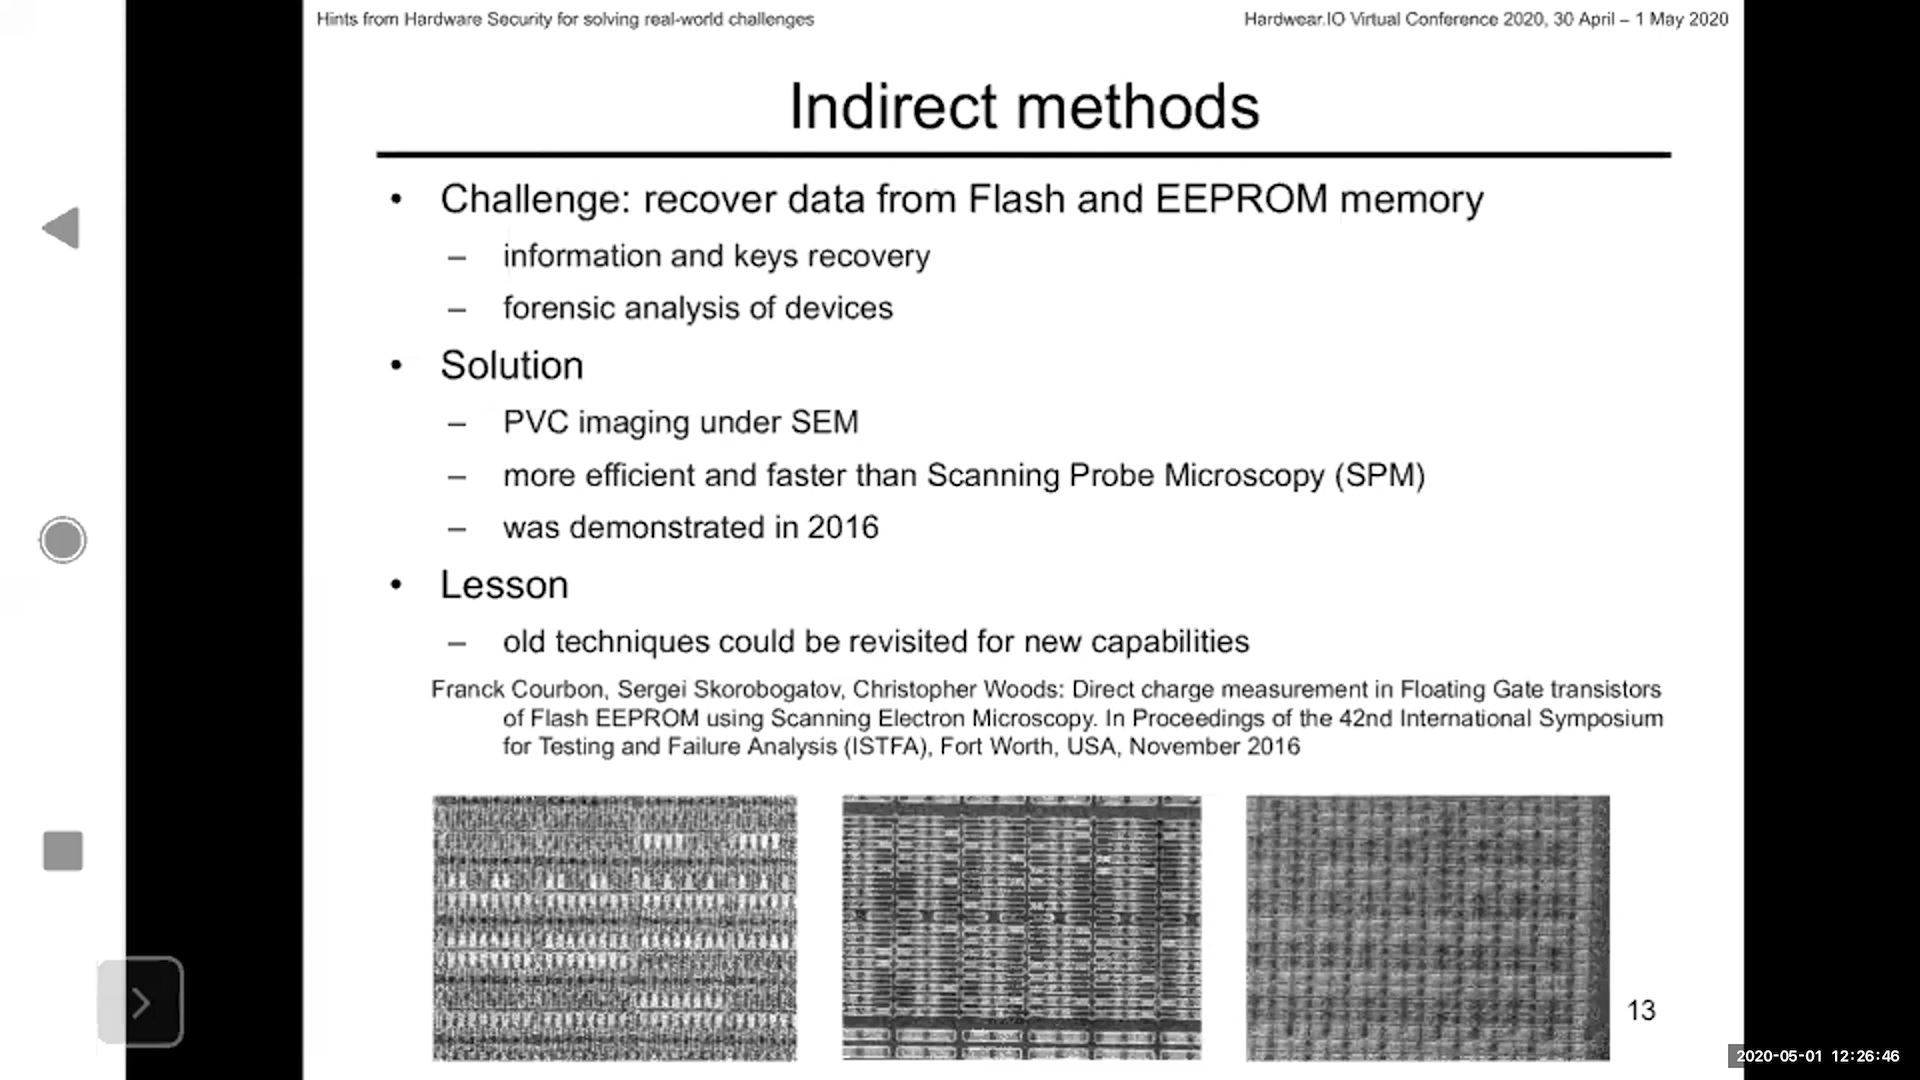 Hints from Hardware Security for solving real-world challenges
Hardwear.IO Virtual Conference 2020, 30 April – 1 May 2020
Indirect methods
• Challenge: recover data from Flash and EEPROM memory
– information and keys recovery
– forensic analysis of devices
• Solution
– PVC imaging under SEM
– more efficient and faster than Scanning Probe Microscopy (SPM)
– was demonstrated in 2016
• Lesson
– old techniques could be revisited for new capabilities
Franck Courbon, Sergei Skorobogatov, Christopher Woods: Direct charge measurement in Floating Gate transistors
of Flash EEPROM using Scanning Electron Microscopy. In Proceedings of the 42nd International Symposium
for Testing and Failure Analysis (ISTFA), Fort Worth, USA, November 2016
13
2020-05-01 12:26:46